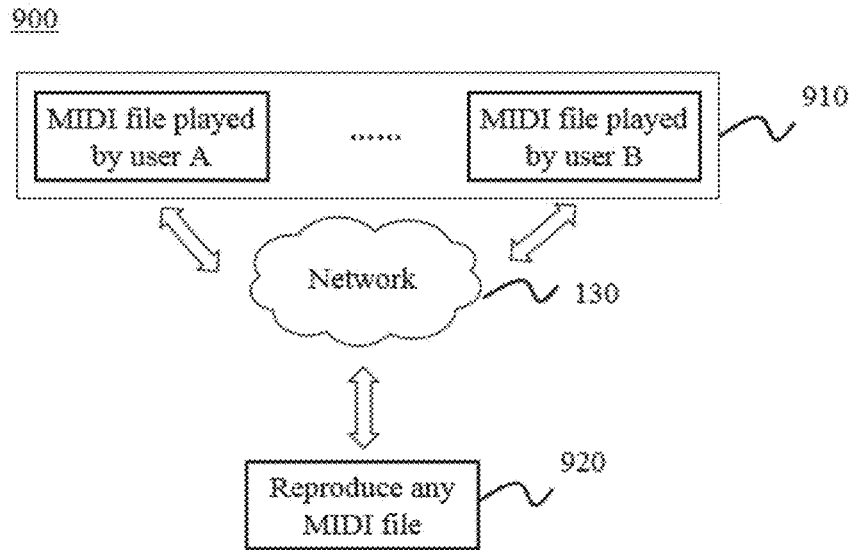 900
MIDI file played
by user A
......
MIDI file played
by user B
910
Network
130
920
Reproduce any
MIDI file